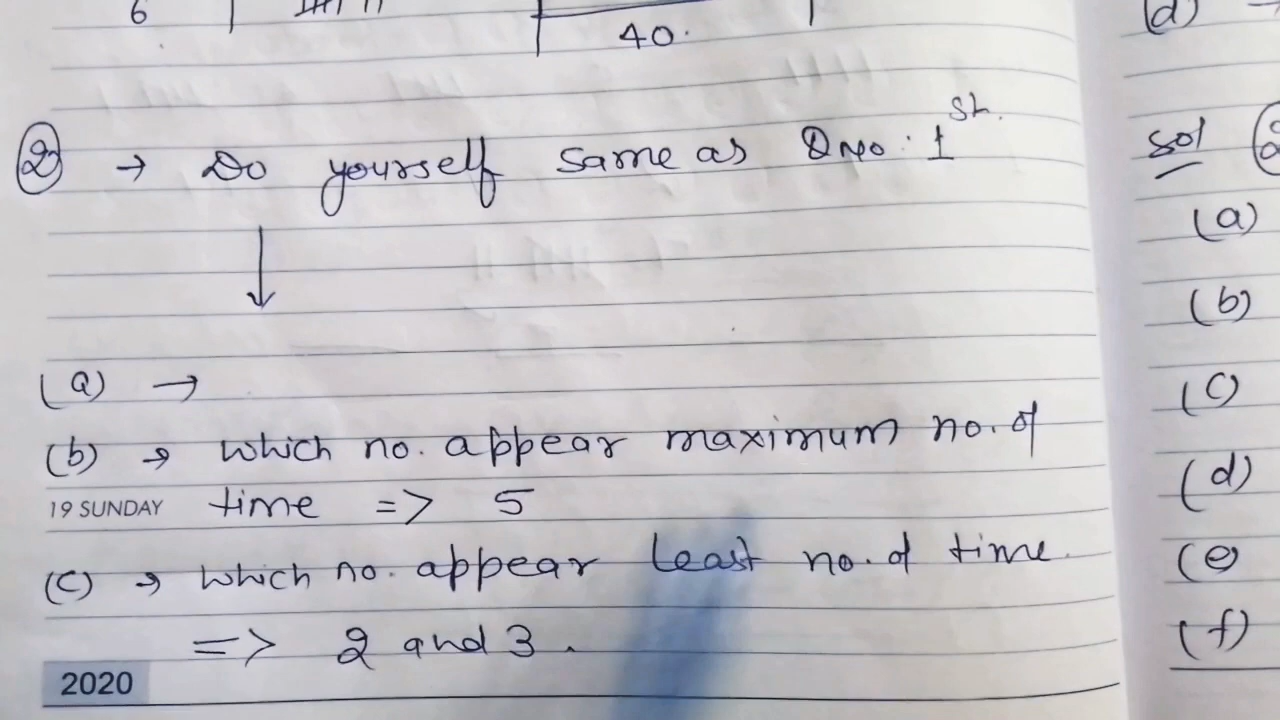 6
40.
(d) →
② → Do yourself same as Q No. 1st.
Sol
(a)
(b)
(a) →
(c)
(b) → which no. appear maximum no. of
19 SUNDAY time => 5
(d)
(c) → which no. appear least no. of time.
(e)
=> 2 and 3.
(f)
2020